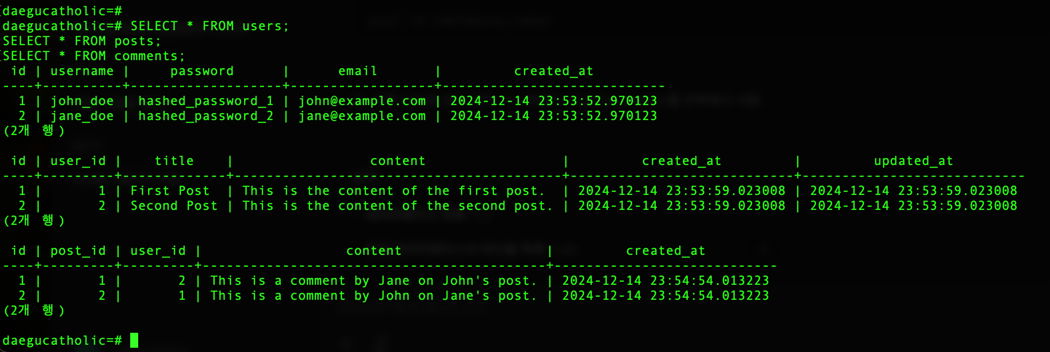 daegucatholic=#
daegucatholic=# SELECT * FROM users;
SELECT * FROM posts;
SELECT * FROM comments;
 id | username |    password     |      email       |         created_at
----+----------+-----------------+------------------+----------------------------
  1 | john_doe | hashed_password_1 | john@example.com | 2024-12-14 23:53:52.970123
  2 | jane_doe | hashed_password_2 | jane@example.com | 2024-12-14 23:53:52.970123
(2개 행)
 id | user_id |    title    |                 content                 |         created_at         |         updated_at
----+---------+-------------+-----------------------------------------+----------------------------+----------------------------
  1 |       1 | First Post  | This is the content of the first post.  | 2024-12-14 23:53:59.023008 | 2024-12-14 23:53:59.023008
  2 |       2 | Second Post | This is the content of the second post. | 2024-12-14 23:53:59.023008 | 2024-12-14 23:53:59.023008
(2개 행)
 id | post_id | user_id |                  content                  |         created_at
----+---------+---------+-------------------------------------------+----------------------------
  1 |       1 |       2 | This is a comment by Jane on John's post. | 2024-12-14 23:54:54.013223
  2 |       2 |       1 | This is a comment by John on Jane's post. | 2024-12-14 23:54:54.013223
(2개 행)
daegucatholic=#